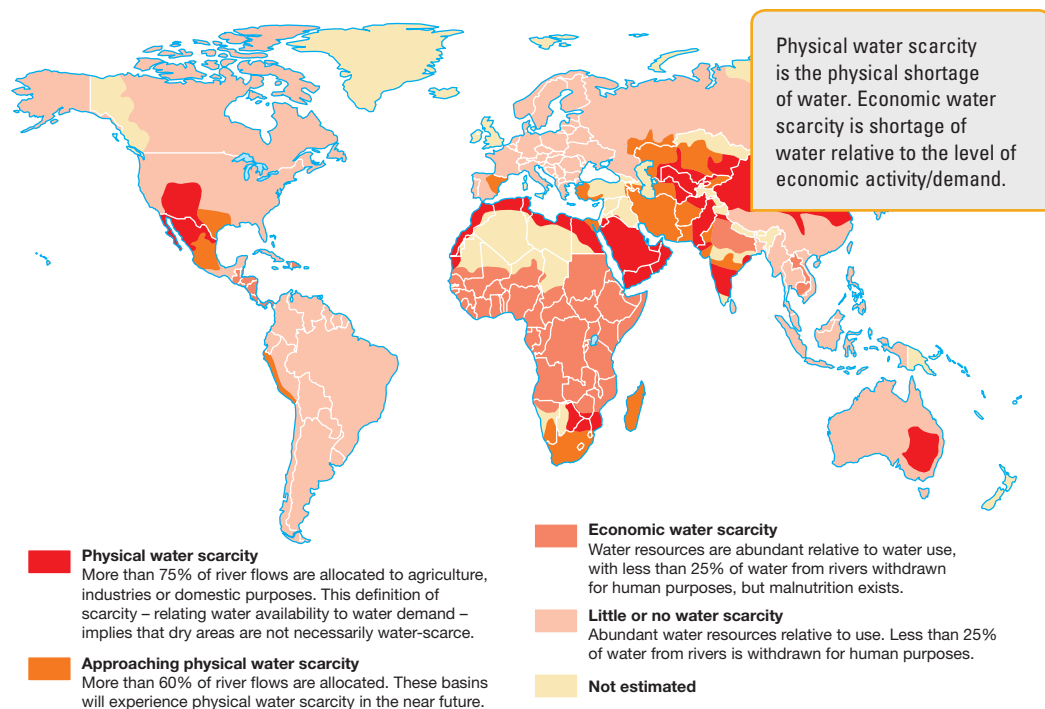 Physical water scarcity
is the physical shortage
of water. Economic water
scarcity is shortage of
water relative to the level of
economic activity/demand.
Physical water scarcity
More than 75% of river flows are allocated to agriculture,
industries or domestic purposes. This definition of
scarcity – relating water availability to water demand –
implies that dry areas are not necessarily water-scarce.
Approaching physical water scarcity
More than 60% of river flows are allocated. These basins
will experience physical water scarcity in the near future.
Economic water scarcity
Water resources are abundant relative to water use,
with less than 25% of water from rivers withdrawn
for human purposes, but malnutrition exists.
Little or no water scarcity
Abundant water resources relative to use. Less than 25%
of water from rivers is withdrawn for human purposes.
Not estimated